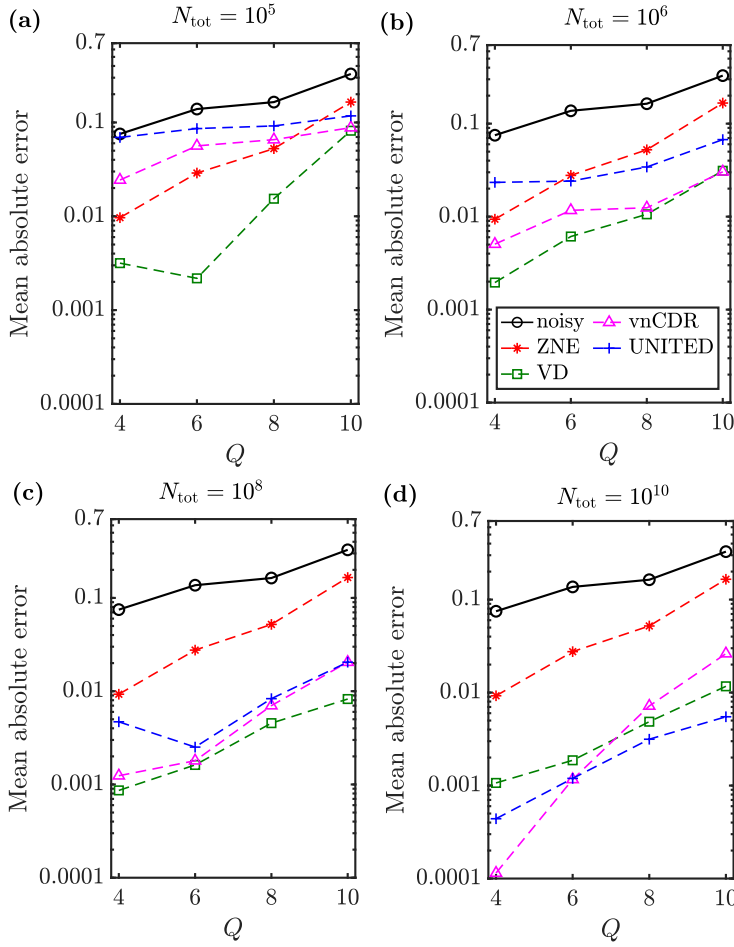 (a) N_tot = 10^5
0.7
0.1
0.01
0.001
0.0001
Mean absolute error
4 6 8 10
Q
(b) N_tot = 10^6
0.7
0.1
0.01
0.001
0.0001
Mean absolute error
noisy vnCDR
ZNE UNITED
VD
4 6 8 10
Q
(c) N_tot = 10^8
0.7
0.1
0.01
0.001
0.0001
Mean absolute error
4 6 8 10
Q
(d) N_tot = 10^10
0.7
0.1
0.01
0.001
0.0001
Mean absolute error
4 6 8 10
Q